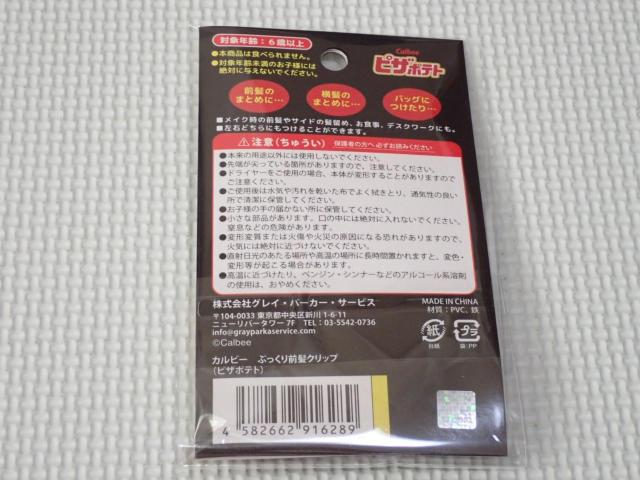 対象年齢：6歳以上
●本商品は食べられません。
●対象年齢未満のお子様には
絶対に与えないでください。
Calbee
ピザポテト
前髪の
まとめに…
横髪の
まとめに…
バッグに
つけたり…
■メイク時の前髪やサイドの髪留め、お食事、デスクワークにも。
■左右どちらにもつけることができます。
⚠注意（ちゅうい） 保護者の方へ 必ずお読みください
●本来の用途以外には使用しないでください。
●先端が尖っている箇所がありますので、注意してください。
●ドライヤーをご使用の場合、本体が変形することがありますので
ご注意ください。
●ご使用後は水気や汚れを乾いた布でよく拭きとり、通気性の良い
所で清潔に保管してください。
●お子様の手の届かない所に保管してください。
●小さな部品があります。口の中には絶対に入れないでください。
窒息などの危険があります。
●変形変質または火傷や火災の原因になる恐れがありますので、
火気には絶対に近づけないでください。
●直射日光のあたる場所や高温の場所に長時間置かれますと、変色・
変形等が起こる場合があります。
●高温に近づけたり、ベンジン・シンナーなどのアルコール系溶剤
の使用は、おやめください。
株式会社グレイ・パーカー・サービス
〒104-0033 東京都中央区新川 1-6-11
ニューリバータワー 7F TEL：03-5542-0736
info@grayparkaservice.com
©Calbee
MADE IN CHINA
材質：PVC、鉄
紙
台紙
プラ
袋：PP
カルビー ぷっくり前髪クリップ
（ピザポテト）
4 582662 916289